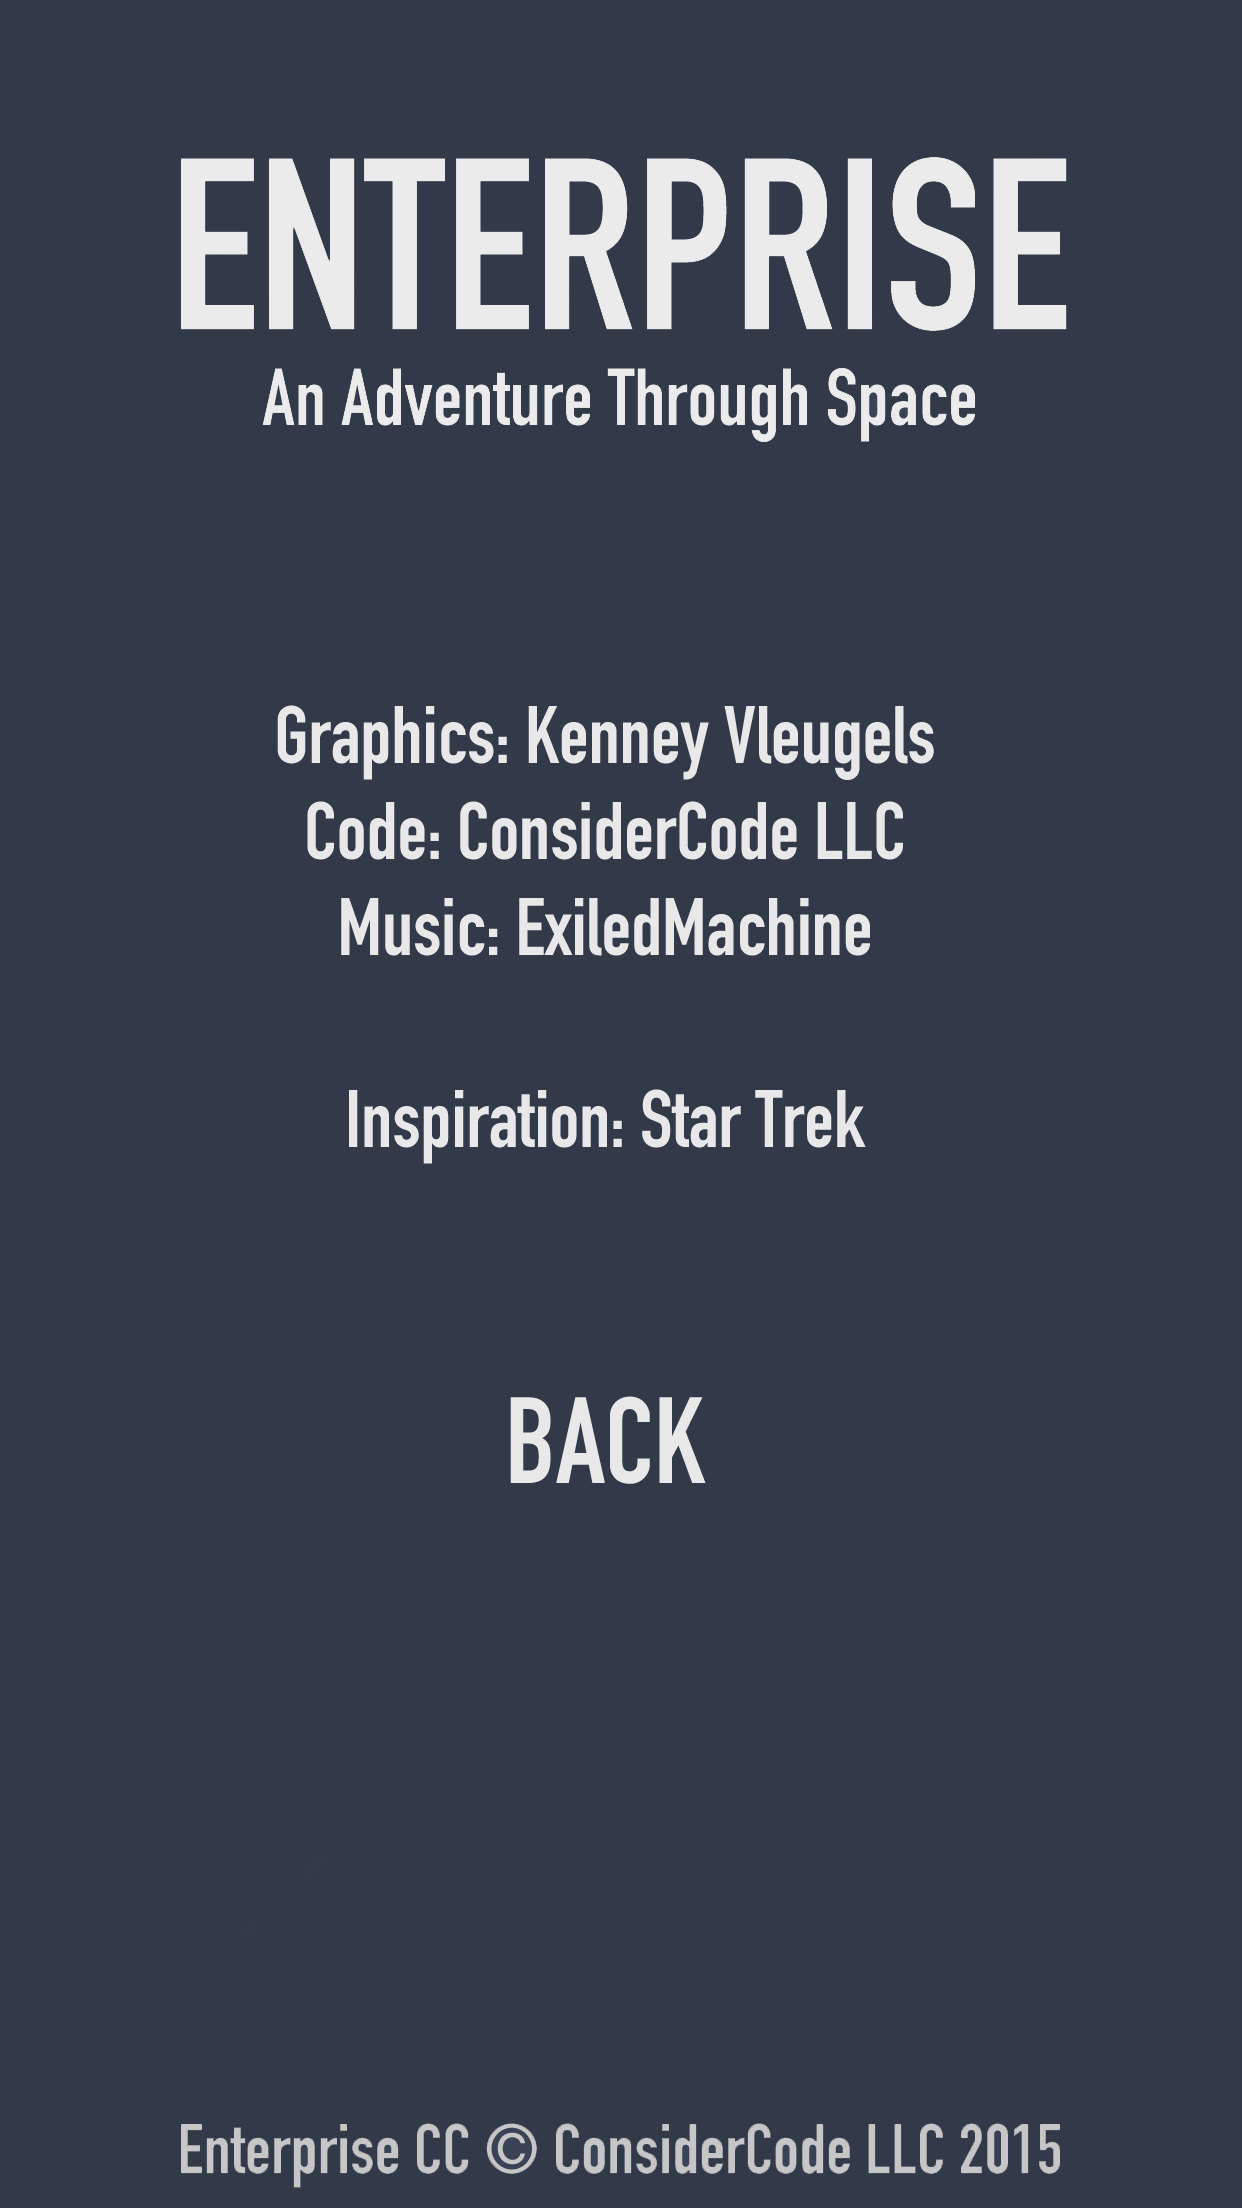 ENTERPRISE
An Adventure Through Space
Graphics: Kenney Vleugels
Code: ConsiderCode LLC
Music: ExiledMachine
Inspiration: Star Trek
BACK
Enterprise CC © ConsiderCode LLC 2015